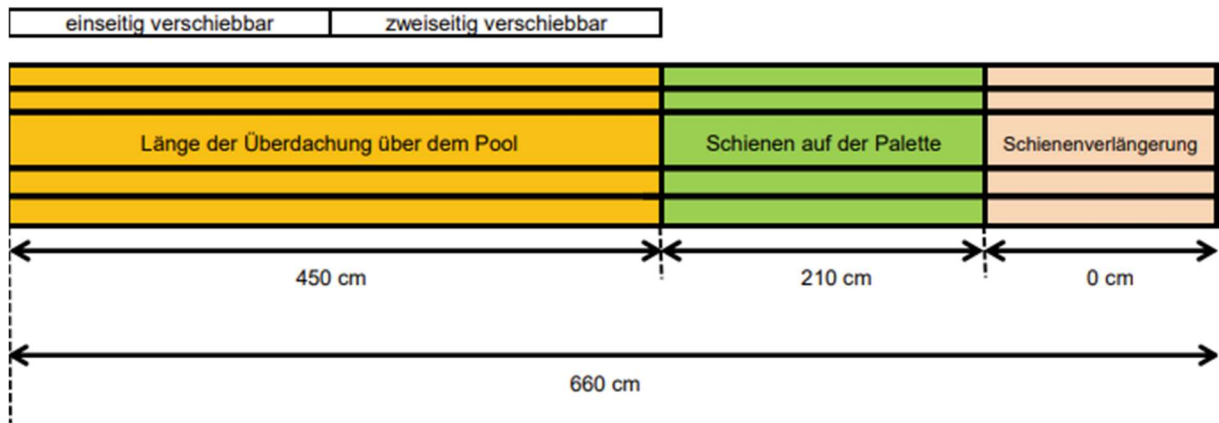 einseitig verschiebbar zweiseitig verschiebbar
Länge der Überdachung über dem Pool Schienen auf der Palette Schienenverlängerung
450 cm 210 cm 0 cm
660 cm